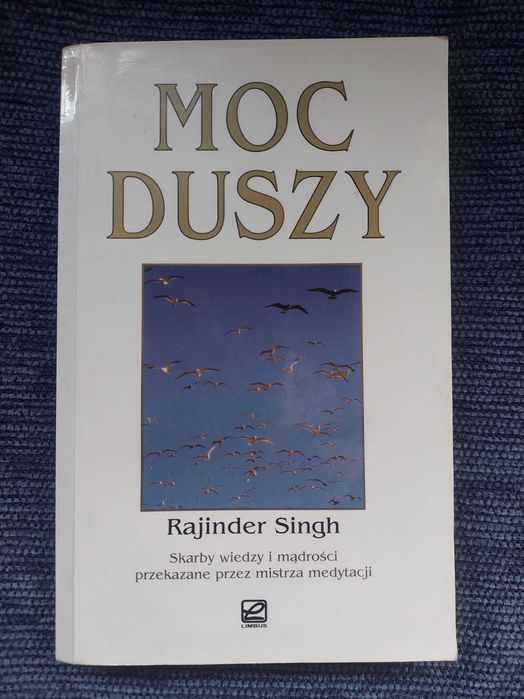 MOC
DUSZY
Rajinder Singh
Skarby wiedzy i mądrości
przekazane przez mistrza medytacji
LIMBUS